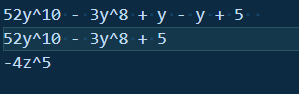 52y^10 - 3y^8 + y - y + 5
52y^10 - 3y^8 + 5
-4z^5